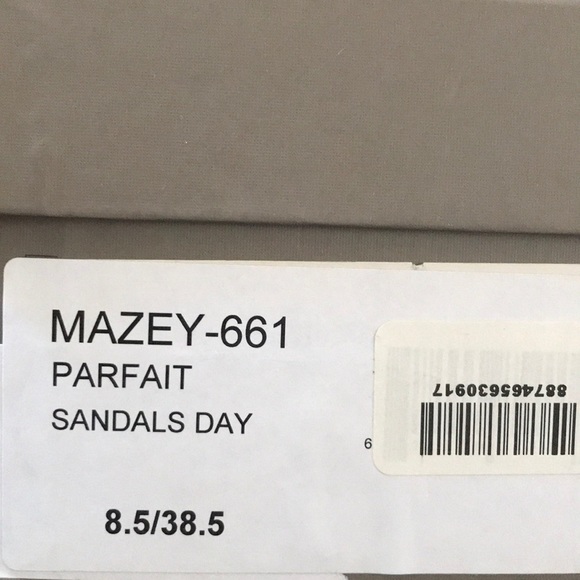 MAZEY-661
PARFAIT
SANDALS DAY
6
887465630917
8.5/38.5